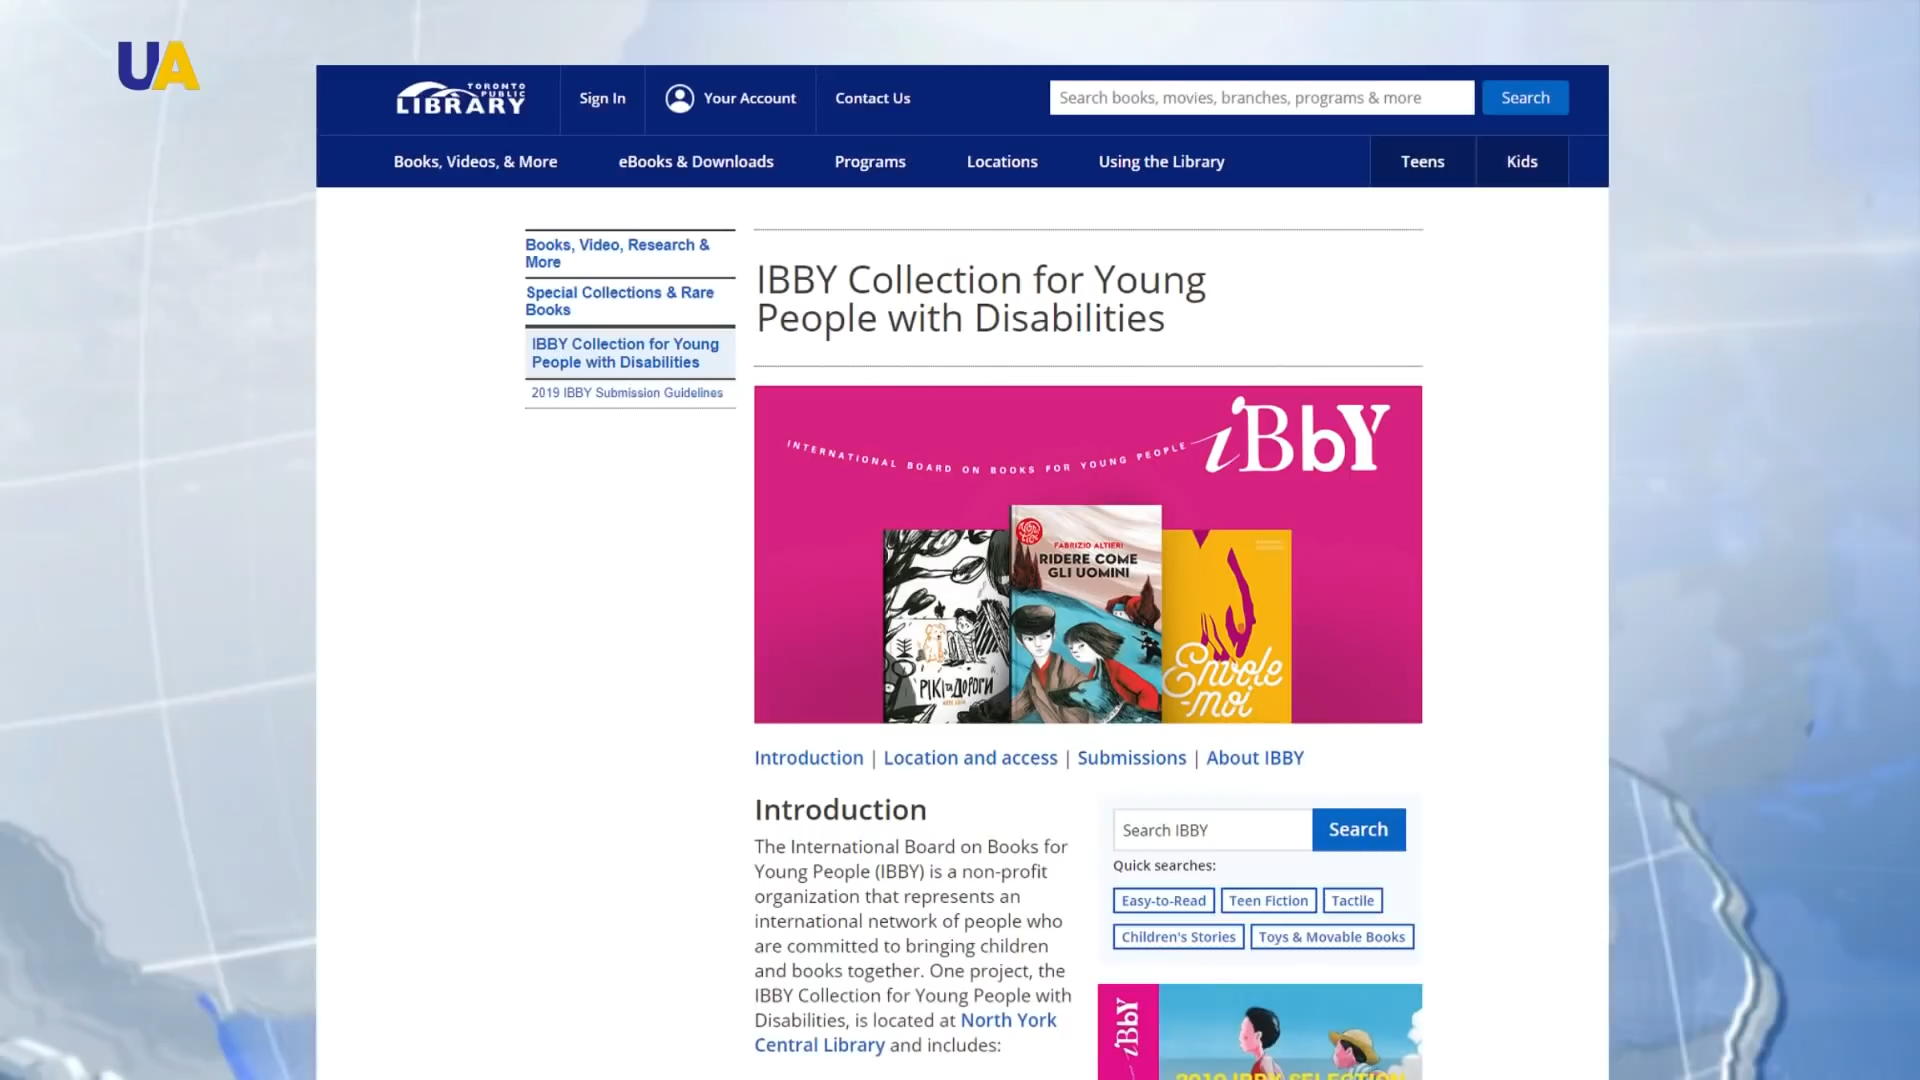 UA
TORONTO
PUBLIC
LIBRARY
Sign In
Your Account
Contact Us
Search books, movies, branches, programs & more
Search
Books, Videos, & More
eBooks & Downloads
Programs
Locations
Using the Library
Teens
Kids
Books, Video, Research &
More
Special Collections & Rare
Books
IBBY Collection for Young
People with Disabilities
2019 IBBY Submission Guidelines
IBBY Collection for Young
People with Disabilities
INTERNATIONAL BOARD ON BOOKS FOR YOUNG PEOPLE
iBbY
FABRIZIO ALTIERI
RIDERE COME
GLI UOMINI
РІКІ ТА ДОРОГИ
Envole
-moi
Introduction | Location and access | Submissions | About IBBY
Introduction
The International Board on Books for
Young People (IBBY) is a non-profit
organization that represents an
international network of people who
are committed to bringing children
and books together. One project, the
IBBY Collection for Young People with
Disabilities, is located at North York
Central Library and includes:
Search IBBY
Search
Quick searches:
Easy-to-Read
Teen Fiction
Tactile
Children's Stories
Toys & Movable Books
iBbY
2019 IBBY SELECTION